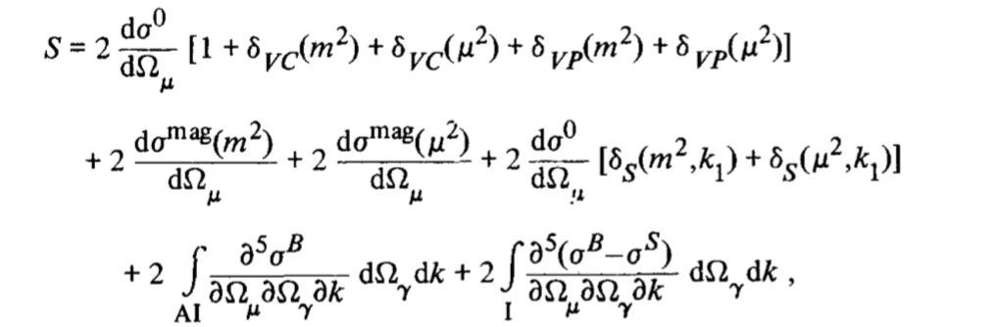 S = 2 dσ⁰/dΩ_μ [1 + δ_VC(m²) + δ_VC(μ²) + δ_VP(m²) + δ_VP(μ²)]
+ 2 dσ^mag(m²)/dΩ_μ + 2 dσ^mag(μ²)/dΩ_μ + 2 dσ⁰/dΩ_μ [δ_S(m²,k₁) + δ_S(μ²,k₁)]
+ 2 ∫_AI ∂⁵σ^B/∂Ω_μ∂Ω_γ∂k dΩ_γ dk + 2 ∫_I ∂⁵(σ^B–σ^S)/∂Ω_μ∂Ω_γ∂k dΩ_γ dk ,